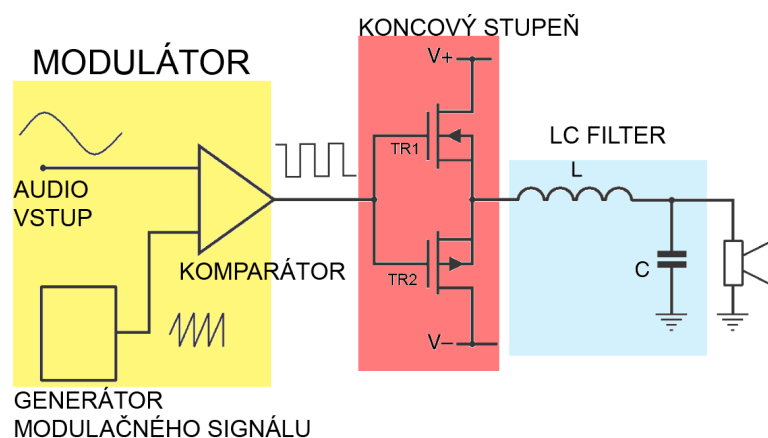 KONCOVÝ STUPEŇ
MODULÁTOR
V+
TR1
LC FILTER
L
AUDIO
VSTUP
KOMPARÁTOR
TR2
C
V–
GENERÁTOR
MODULAČNÉHO SIGNÁLU